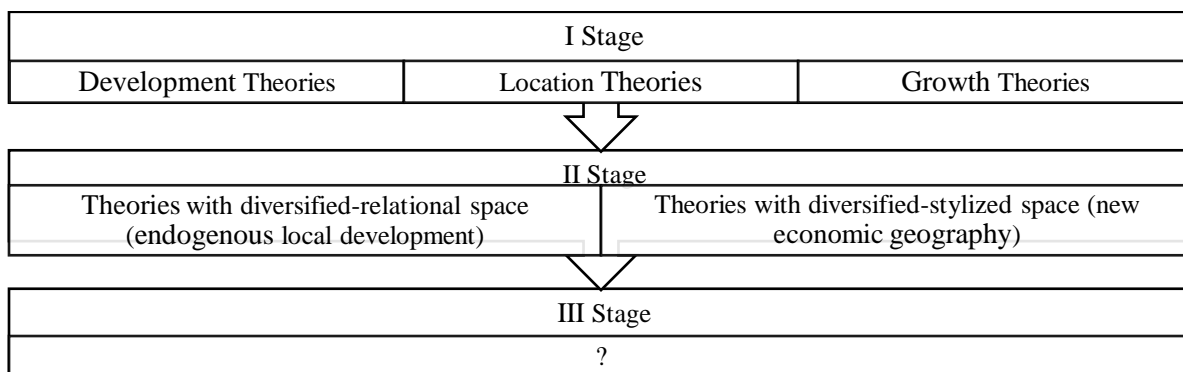 I Stage
Development Theories
Location Theories
Growth Theories
II Stage
Theories with diversified-relational space
(endogenous local development)
Theories with diversified-stylized space (new
economic geography)
III Stage
?